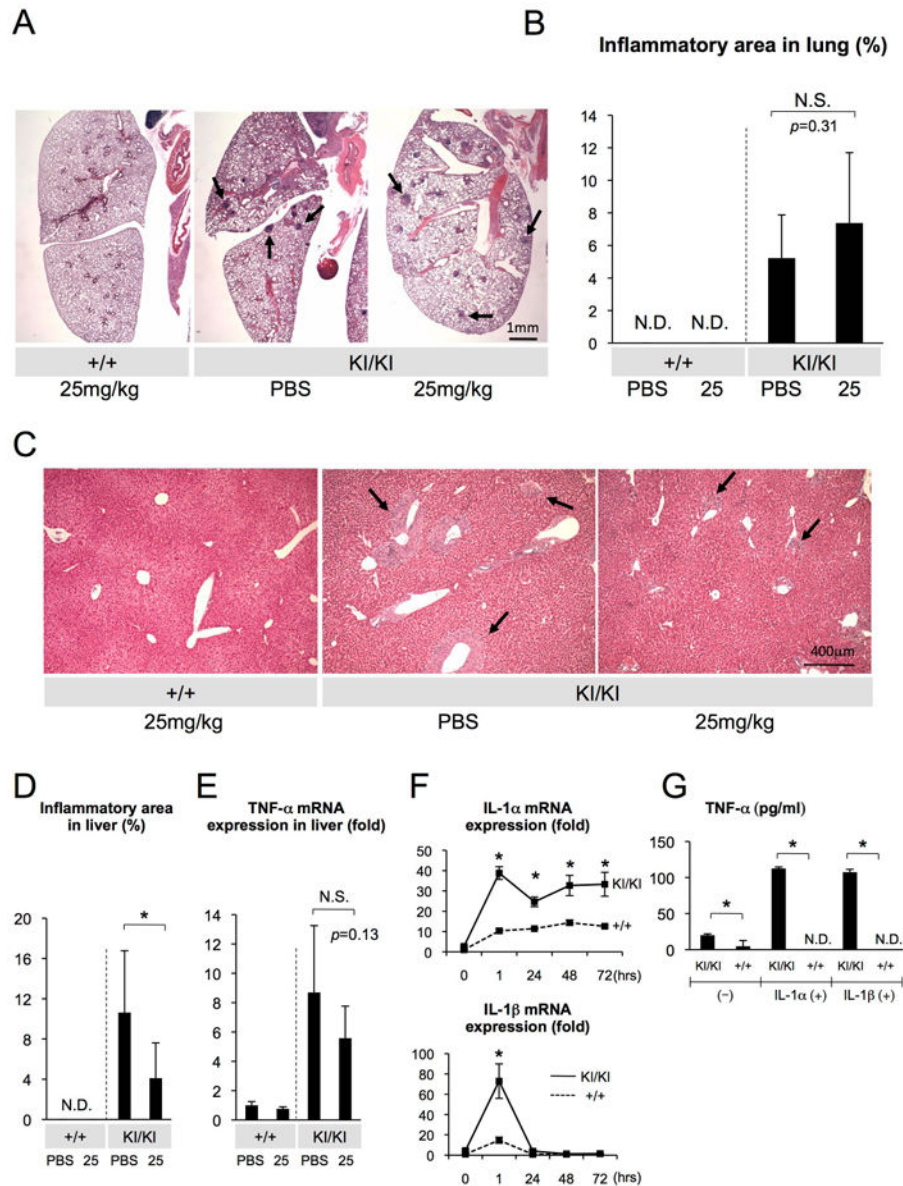 A
1mm
+/+
KI/KI
25mg/kg
PBS
25mg/kg
B
Inflammatory area in lung (%)
14
12
10
8
6
4
2
0
N.S.
p=0.31
N.D.
N.D.
+/+
KI/KI
PBS
25
PBS
25
C
400μm
+/+
KI/KI
25mg/kg
PBS
25mg/kg
D
Inflammatory area
in liver (%)
20
16
12
8
4
0
*
N.D.
+/+
KI/KI
PBS
25
PBS
25
E
TNF-α mRNA
expression in liver (fold)
14
12
10
8
6
4
2
0
N.S.
p=0.13
+/+
KI/KI
PBS
25
PBS
25
F
IL-1α mRNA
expression (fold)
50
40
30
20
10
0
*
*
*
*
KI/KI
+/+
0
1
24
48
72(hrs)
IL-1β mRNA
expression (fold)
100
80
60
40
20
0
*
KI/KI
+/+
0
1
24
48
72 (hrs)
G
TNF-α (pg/ml)
150
100
50
0
*
*
*
N.D.
N.D.
KI/KI
+/+
KI/KI
+/+
KI/KI
+/+
(−)
IL-1α (+)
IL-1β (+)